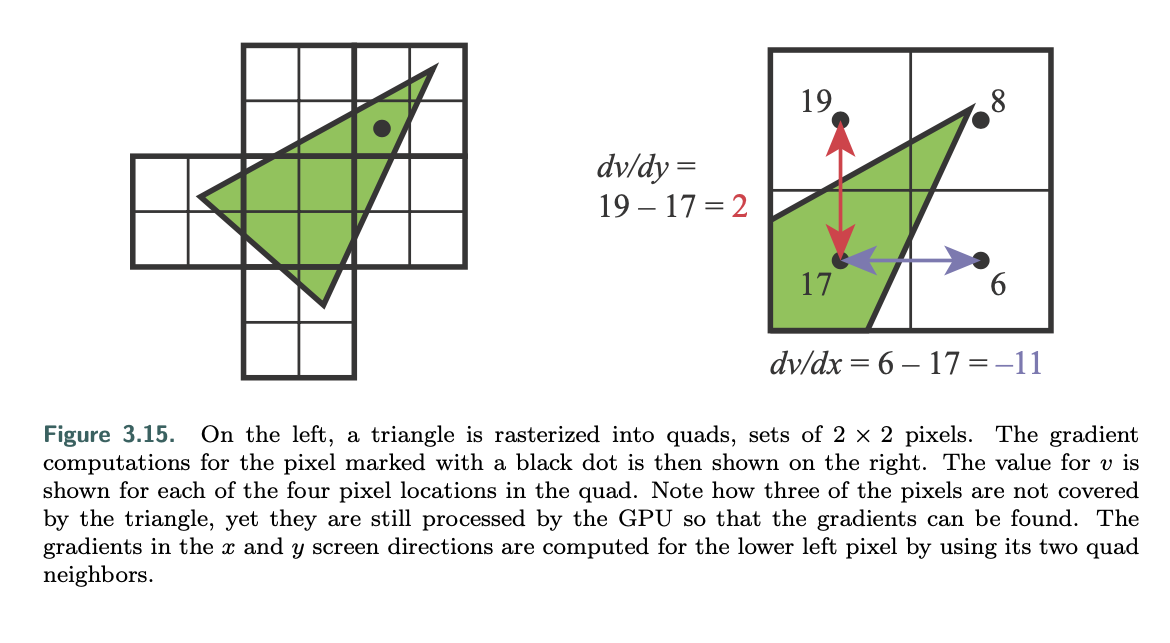 19
8
dv/dy =
19 – 17 = 2
17
6
dv/dx = 6 – 17 = –11
Figure 3.15. On the left, a triangle is rasterized into quads, sets of 2 × 2 pixels. The gradient
computations for the pixel marked with a black dot is then shown on the right. The value for v is
shown for each of the four pixel locations in the quad. Note how three of the pixels are not covered
by the triangle, yet they are still processed by the GPU so that the gradients can be found. The
gradients in the x and y screen directions are computed for the lower left pixel by using its two quad
neighbors.